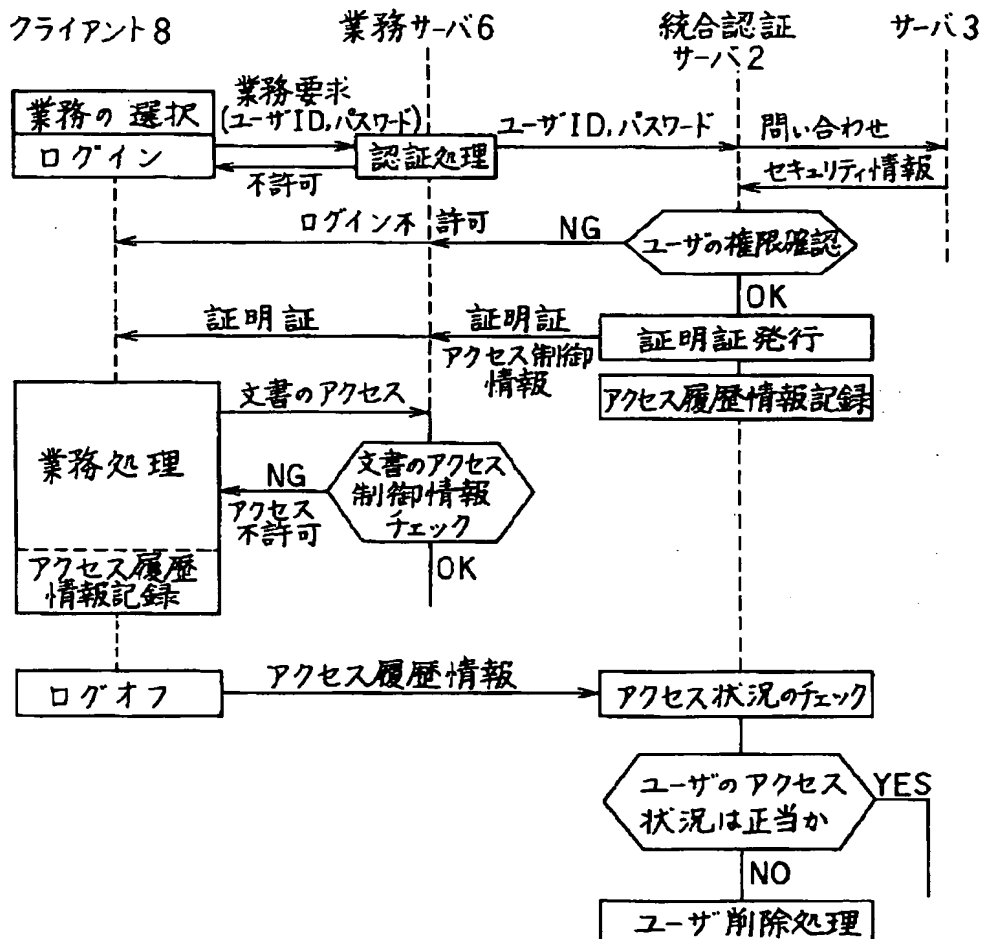 クライアント8
業務サーバ6
統合認証
サーバ2
サーバ3
業務の選択
ログイン
業務要求
(ユーザID,パスワード)
認証処理
不許可
ユーザID,パスワード
問い合わせ
セキュリティ情報
ログイン不許可
NG
ユーザの権限確認
OK
証明証
証明証
アクセス制御
情報
証明証発行
アクセス履歴情報記録
文書のアクセス
業務処理
NG
アクセス
不許可
文書のアクセス
制御情報
チェック
OK
アクセス履歴
情報記録
ログオフ
アクセス履歴情報
アクセス状況のチェック
ユーザのアクセス
状況は正当か
YES
NO
ユーザ削除処理